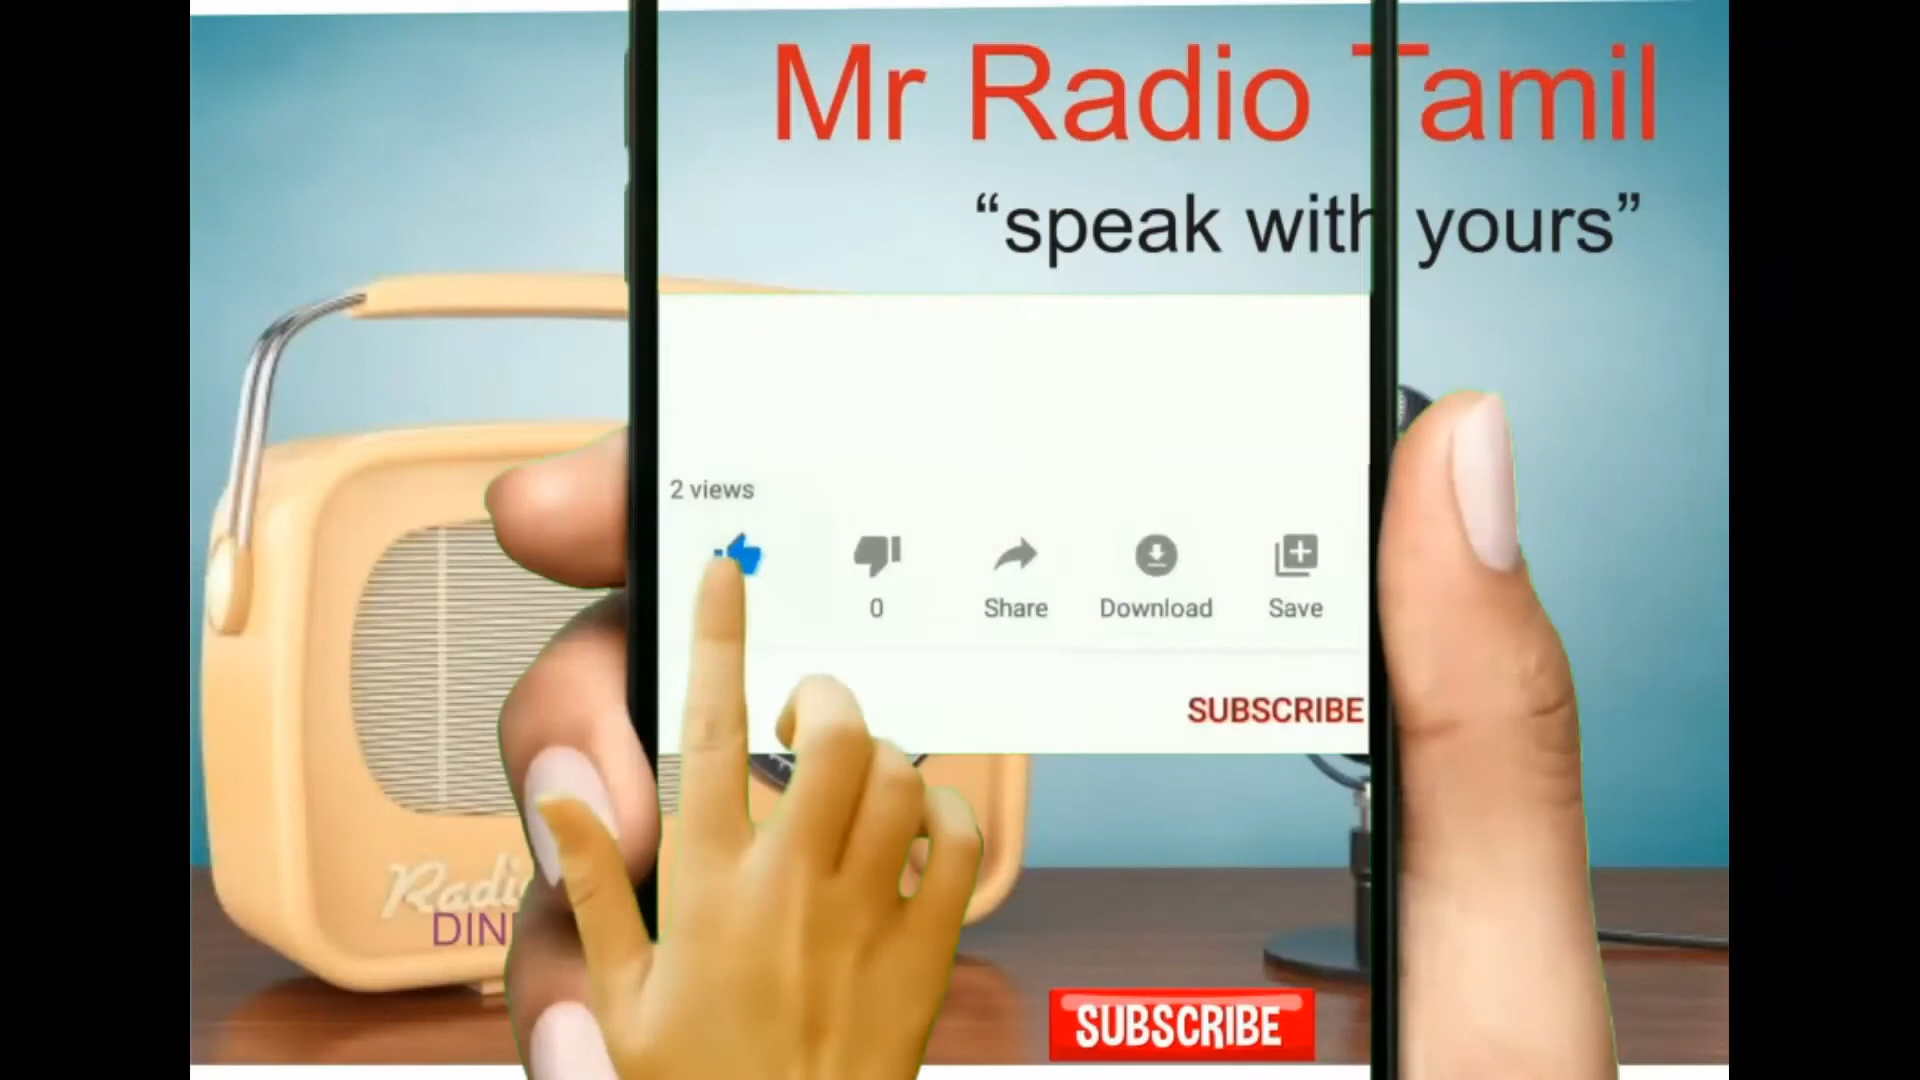 Mr Radio Tamil
“speak with yours”
2 views
0
Share
Download
Save
SUBSCRIBE
SUBSCRIBE